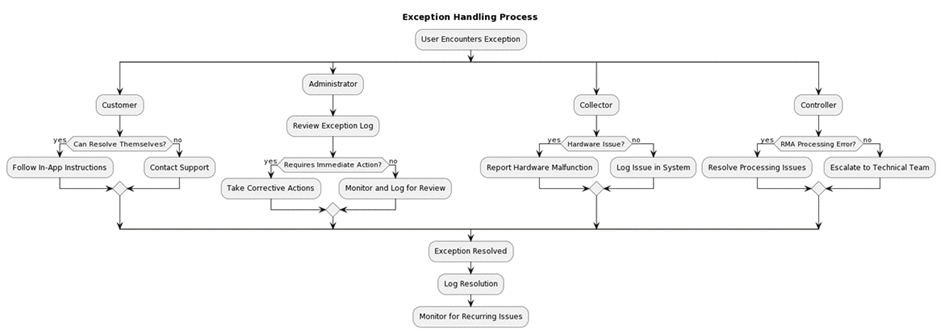 Exception Handling Process
User Encounters Exception
Administrator
Customer
Collector
Controller
Review Exception Log
yes Can Resolve Themselves? no
yes Hardware Issue? no
yes RMA Processing Error? no
yes Requires Immediate Action? no
Follow In-App Instructions
Contact Support
Report Hardware Malfunction
Log Issue in System
Resolve Processing Issues
Escalate to Technical Team
Take Corrective Actions
Monitor and Log for Review
Exception Resolved
Log Resolution
Monitor for Recurring Issues